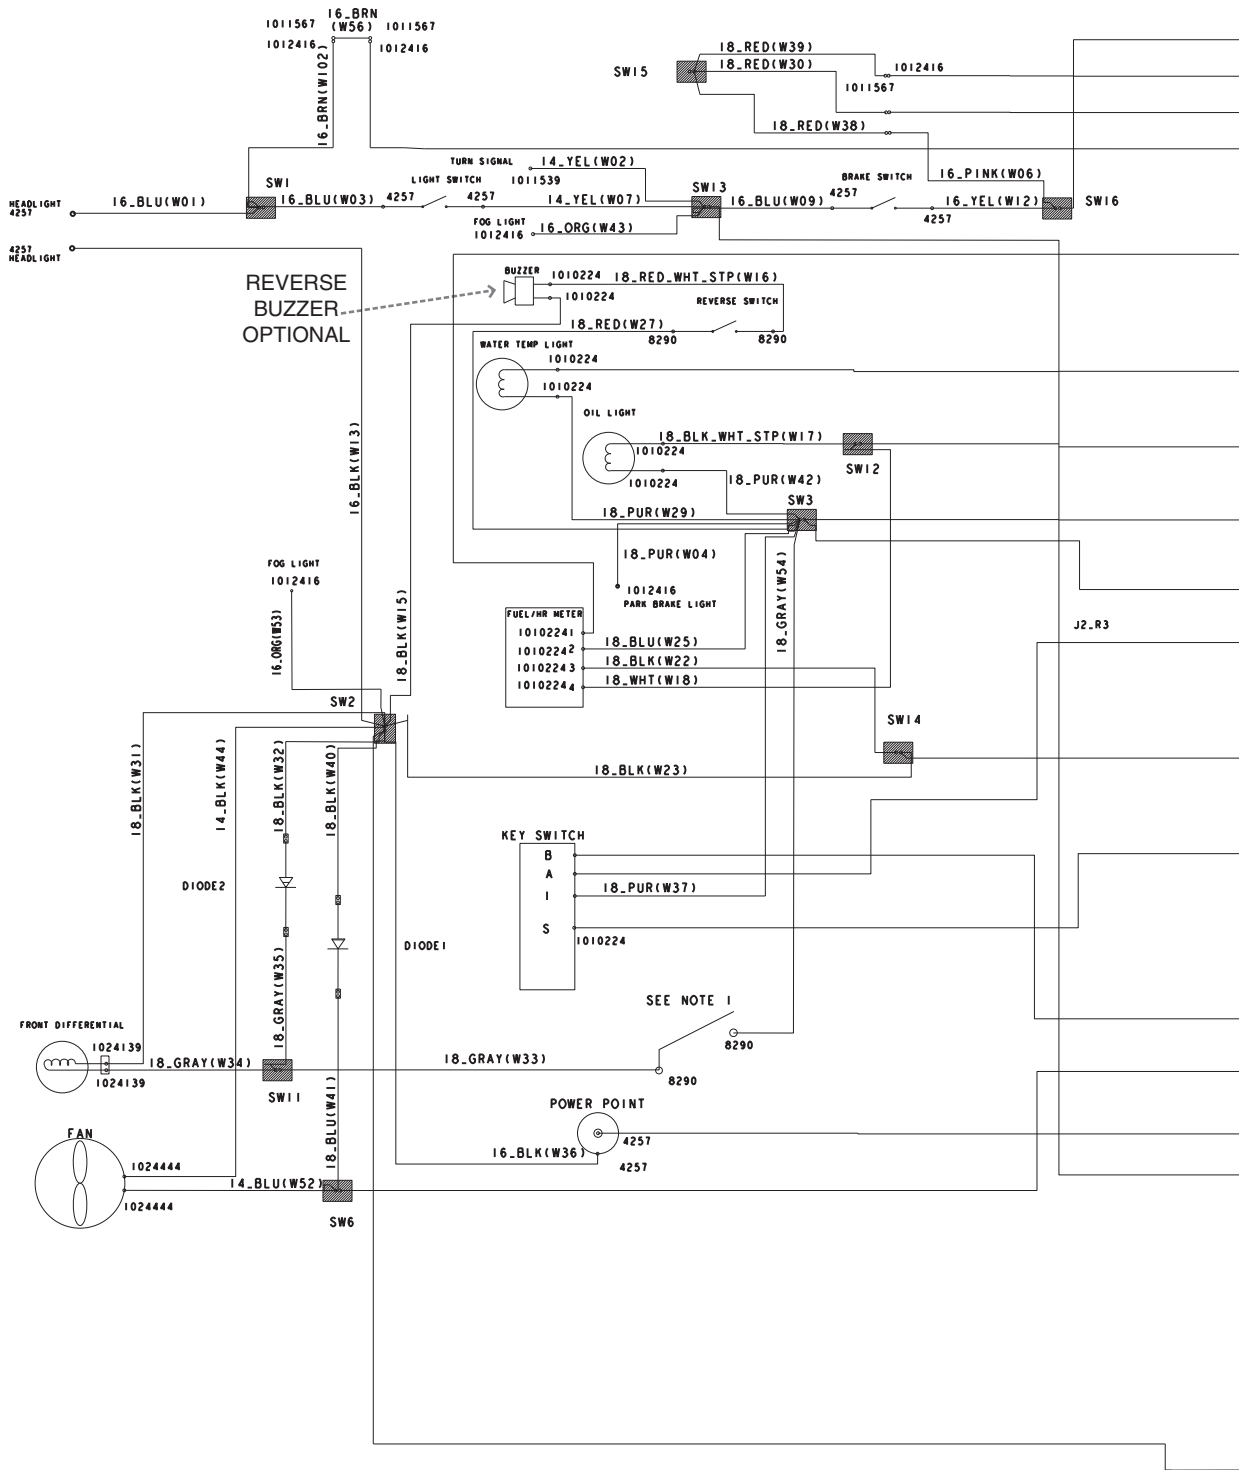 16_BRN
(W56)
1011567
1011567
1012416
1012416
16_BRN(W102)
18_RED(W39)
18_RED(W30)
SW15
1012416
1011567
18_RED(W38)
TURN SIGNAL
14_YEL(W02)
1011539
BRAKE SWITCH
16_PINK(W06)
SW1
LIGHT SWITCH
4257
4257
SW13
4257
HEADLIGHT
4257
16_BLU(W01)
16_BLU(W03)
14_YEL(W07)
16_BLU(W09)
16_YEL(W12)
SW16
4257
FOG LIGHT
1012416
16_ORG(W43)
4257
HEADLIGHT
REVERSE
BUZZER
OPTIONAL
BUZZER
1010224
18_RED_WHT_STP(W16)
1010224
REVERSE SWITCH
18_RED(W27)
8290
8290
WATER TEMP LIGHT
1010224
1010224
OIL LIGHT
16_BLK(W13)
18_BLK_WHT_STP(W17)
1010224
SW12
1010224
18_PUR(W42)
SW3
18_PUR(W29)
18_PUR(W04)
18_GRAY(W54)
FOG LIGHT
1012416
1012416
PARK BRAKE LIGHT
16_ORG(W53)
18_BLK(W15)
FUEL/HR METER
1010224 1
1010224 2
1010224 3
1010224 4
18_BLU(W25)
18_BLK(W22)
18_WHT(W18)
J2_R3
SW2
SW14
18_BLK(W31)
14_BLK(W44)
18_BLK(W32)
18_BLK(W40)
18_BLK(W23)
KEY SWITCH
B
A
I
S
18_PUR(W37)
1010224
DIODE2
DIODE1
18_GRAY(W35)
SEE NOTE 1
8290
FRONT DIFFERENTIAL
1024139
1024139
18_GRAY(W34)
18_GRAY(W33)
8290
SW11
18_BLU(W41)
POWER POINT
4257
4257
16_BLK(W36)
FAN
1024444
1024444
14_BLU(W52)
SW6